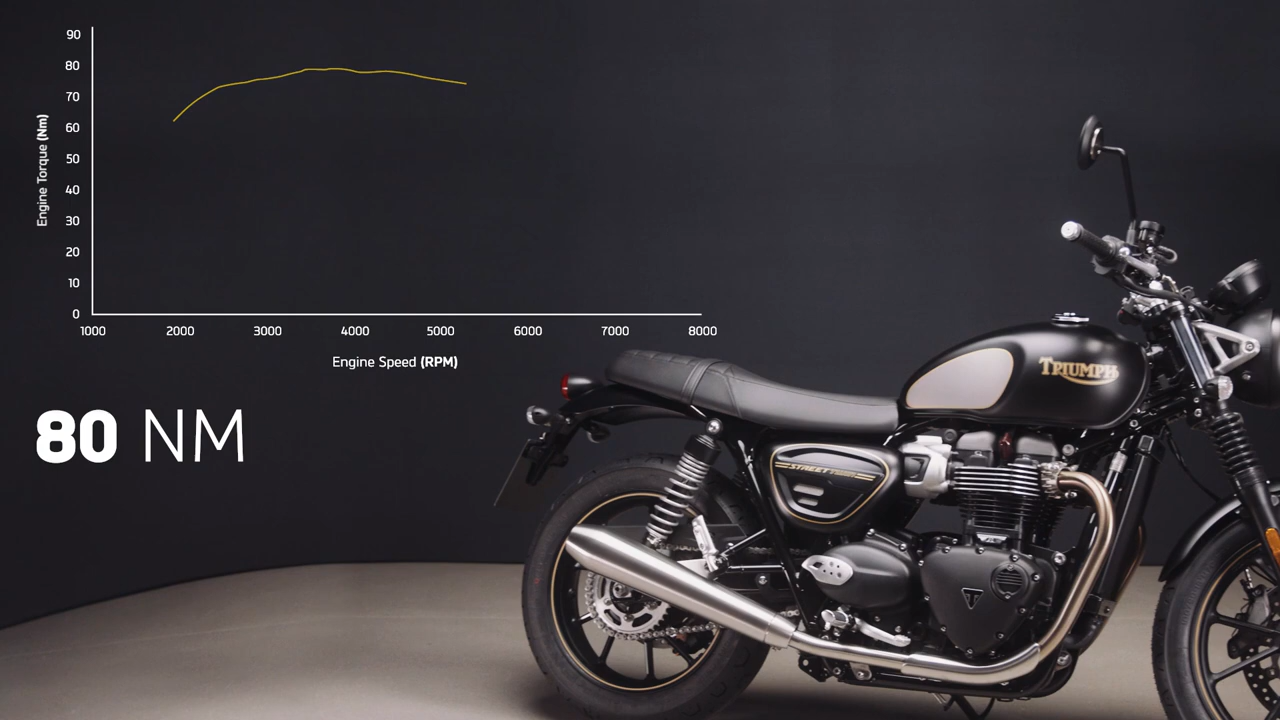 90
80
70
60
50
40
30
20
10
0
Engine Torque (Nm)
1000 2000 3000 4000 5000 6000 7000 8000
Engine Speed (RPM)
80 NM
TRIUMPH
STREET
T